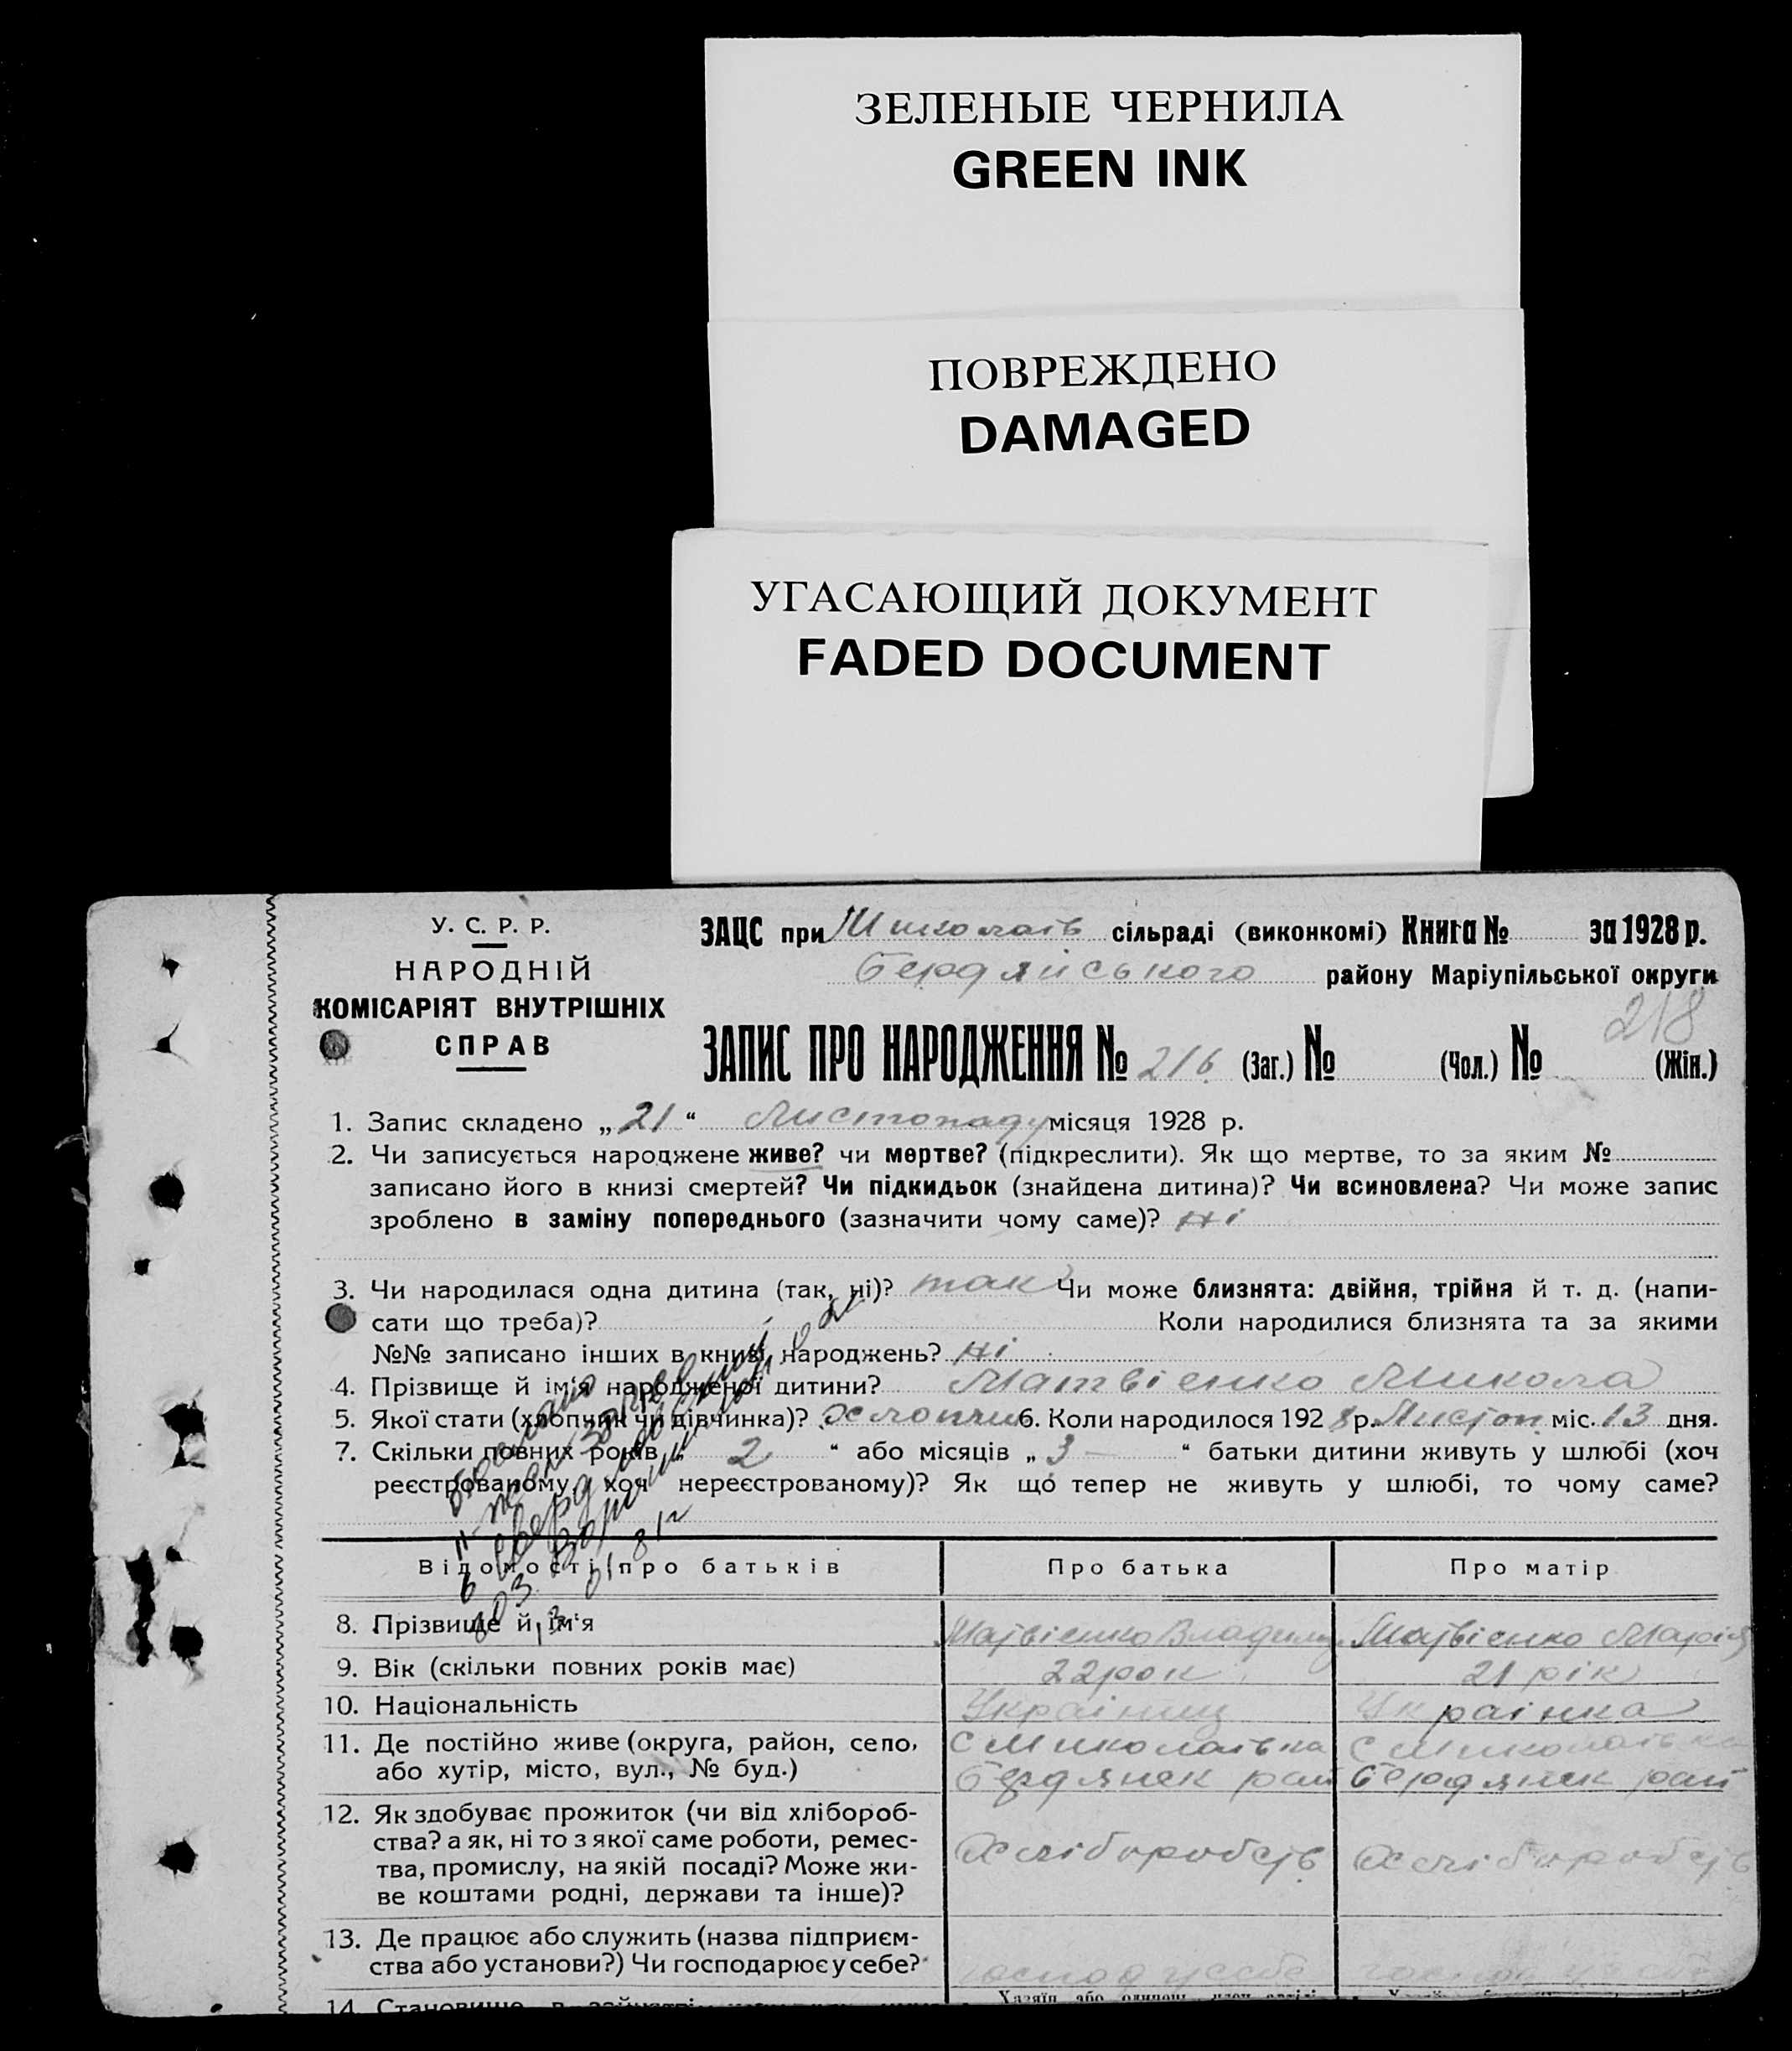 ЗЕЛЕНЫЕ ЧЕРНИЛА
GREEN INK
ПОВРЕЖДЕНО
DAMAGED
УГАСАЮЩИЙ ДОКУМЕНТ
FADED DOCUMENT
У. С. Р. Р.
НАРОДНІЙ
КОМІСАРІЯТ ВНУТРІШНІХ
СПРАВ
ЗАЦС при Миколаїв сільраді (виконкомі) Книга № за 1928 р.
Бердянського району Маріупільської округи
218
ЗАПИС ПРО НАРОДЖЕННЯ № 216 (Заг.) № (Чол.) № (Жін.)
1. Запис складено „ 21 “ Листопаду місяця 1928 р.
2. Чи записується народжене живе? чи мертве? (підкреслити). Як що мертве, то за яким №
записано його в книзі смертей? Чи підкидьок (знайдена дитина)? Чи всиновлена? Чи може запис
зроблено в заміну попереднього (зазначити чому саме)? ні
3. Чи народилася одна дитина (так, ні)? так Чи може близнята: двійня, трійня й т. д. (напи-
сати що треба)? Коли народилися близнята та за якими
№№ записано інших в книзі народжень? ні
4. Прізвище й ім'я народженої дитини? Матвієнко Микола
5. Якої стати (хлопчик чи дівчинка)? хлопчик 6. Коли народилося 192 8 р. Листоп. міс. 13 дня.
7. Скільки повних років „ 2 “ або місяців „ 3 “ батьки дитини живуть у шлюбі (хоч
реєстрованому, хоч нереєстрованому)? Як що тепер не живуть у шлюбі, то чому саме?
Відомості про батьків Про батька Про матір
8. Прізвище й ім'я Матвієнко Владимир Матвієнко Марія
9. Вік (скільки повних років має) 22 рок 21 рік
10. Національність Українец Українка
11. Де постійно живе (округа, район, село, С Миколаївка С Миколаївка
або хутір, місто, вул., № буд.) Бердянск рай Бердянск рай
12. Як здобуває прожиток (чи від хлібороб-
ства? а як, ні то з якої саме роботи, ремес- Хліборобств Хліборобств
тва, промислу, на якій посаді? Може жи-
ве коштами родні, держави та інше)?
13. Де працює або служить (назва підприєм-
ства або установи?) Чи господарює у себе? господ у себе
14. Становище в
Хазяїн або